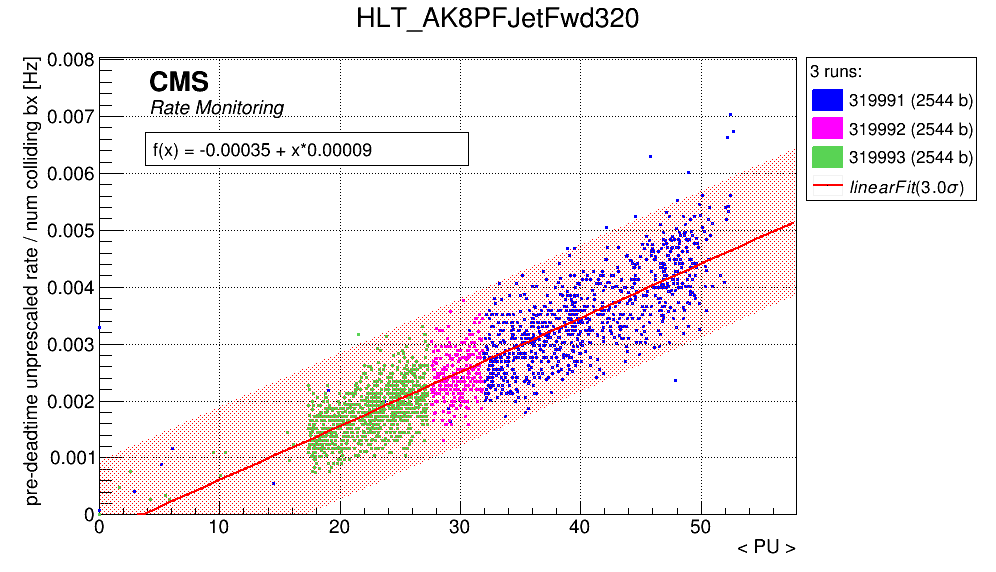 HLT_AK8PFJetFwd320
pre-deadtime unprescaled rate / num colliding bx [Hz]
0.008
0.007
0.006
0.005
0.004
0.003
0.002
0.001
0
CMS
Rate Monitoring
f(x) = -0.00035 + x*0.00009
0 10 20 30 40 50
< PU >
3 runs:
319991 (2544 b)
319992 (2544 b)
319993 (2544 b)
linearFit(3.0σ)